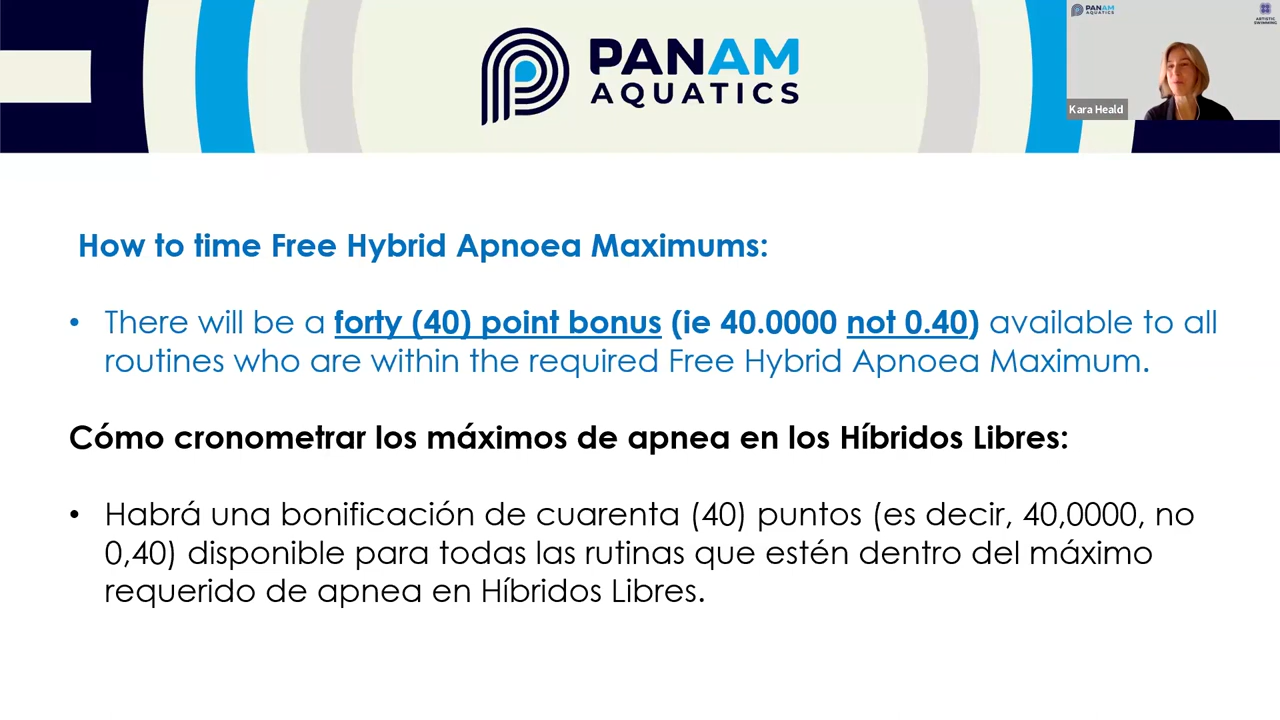 PANAM
AQUATICS
PANAM
AQUATICS
ARTISTIC
SWIMMING
Kara Heald
How to time Free Hybrid Apnoea Maximums:
• There will be a forty (40) point bonus (ie 40.0000 not 0.40) available to all
routines who are within the required Free Hybrid Apnoea Maximum.
Cómo cronometrar los máximos de apnea en los Híbridos Libres:
• Habrá una bonificación de cuarenta (40) puntos (es decir, 40,0000, no
0,40) disponible para todas las rutinas que estén dentro del máximo
requerido de apnea en Híbridos Libres.